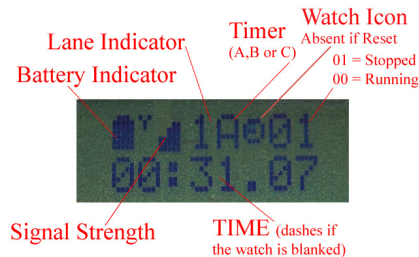 Watch Icon
Timer
Absent if Reset
Lane Indicator
(A,B or C)
01 = Stopped
Battery Indicator
00 = Running
1A 01
00:31.07
Signal Strength
TIME (dashes if
the watch is blanked)